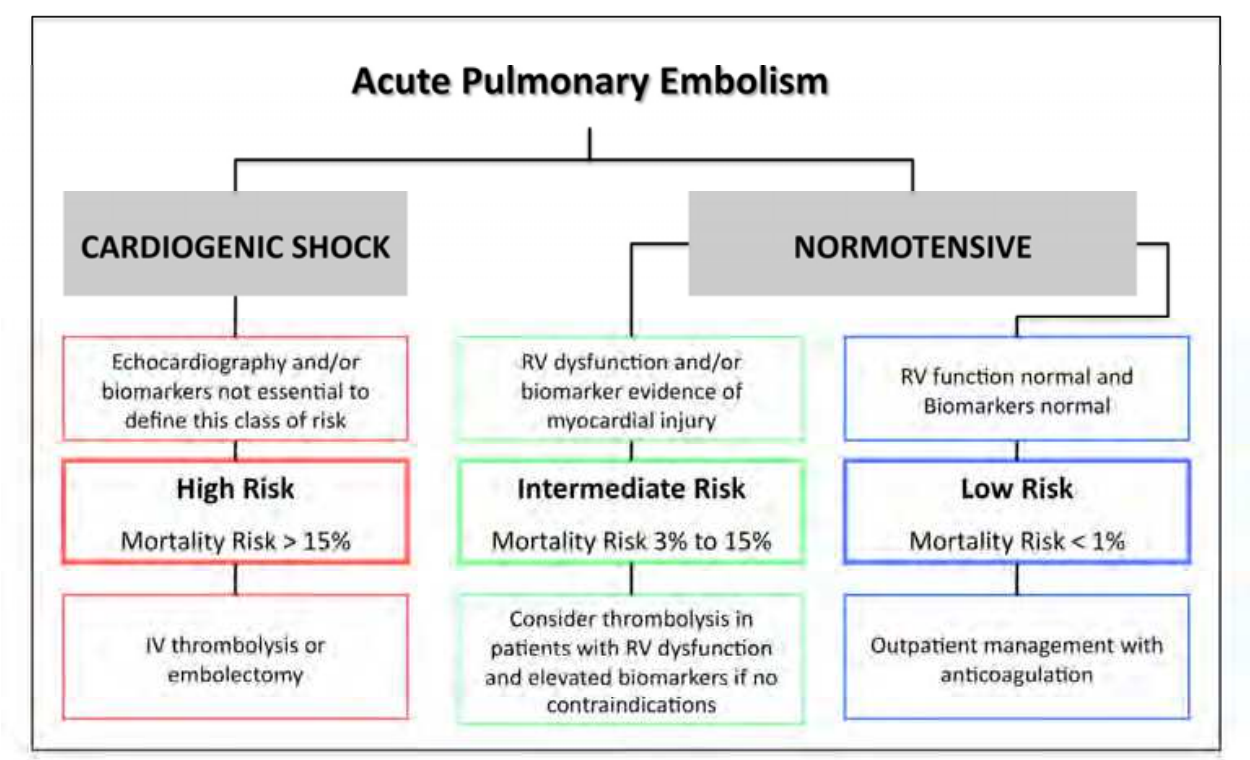 Acute Pulmonary Embolism
CARDIOGENIC SHOCK
NORMOTENSIVE
Echocardiography and/or
biomarkers not essential to
define this class of risk
RV dysfunction and/or
biomarker evidence of
myocardial injury
RV function normal and
Biomarkers normal
High Risk
Mortality Risk > 15%
Intermediate Risk
Mortality Risk 3% to 15%
Low Risk
Mortality Risk < 1%
IV thrombolysis or
embolectomy
Consider thrombolysis in
patients with RV dysfunction
and elevated biomarkers if no
contraindications
Outpatient management with
anticoagulation